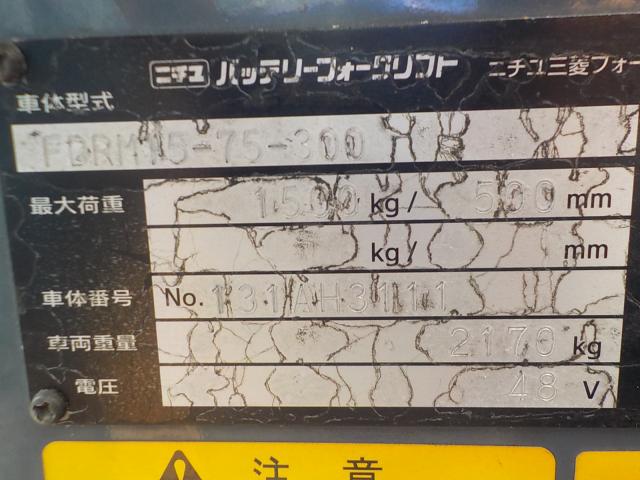 ニチユ バッテリーフォークリフト ニチユ三菱フォー
車体型式
FBRM15-75-300
最大荷重 1500 kg/ 500 mm
kg/ mm
車体番号 No. 131AH3111
車両重量 2170 kg
電圧 48 V
注意